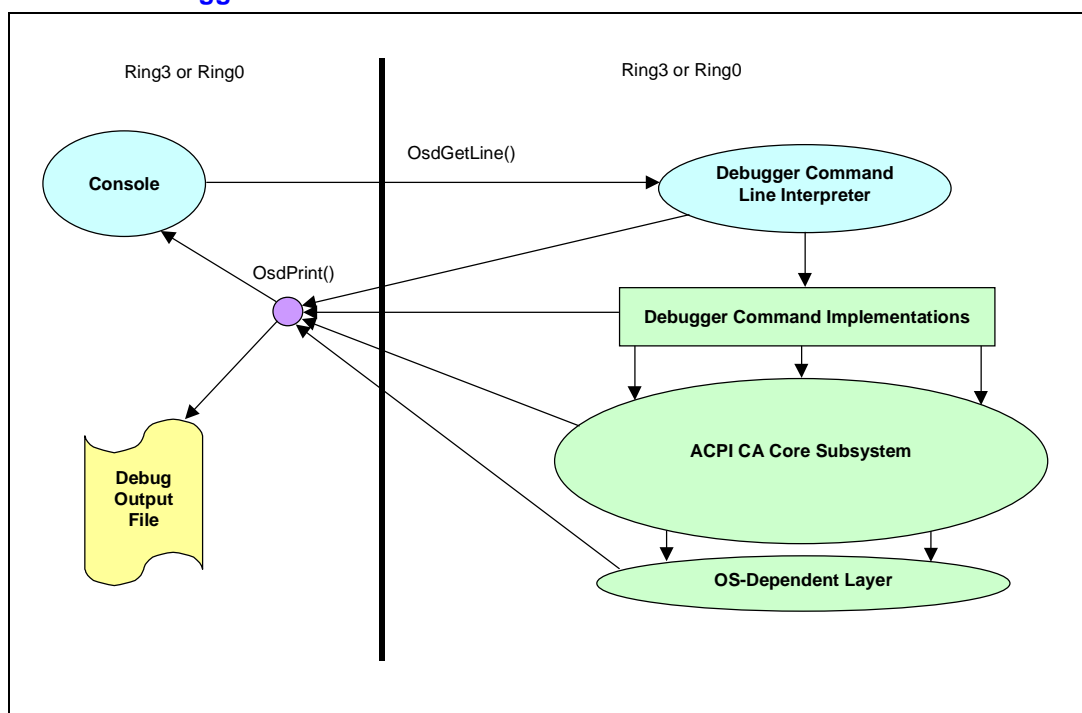 Ring3 or Ring0
Ring3 or Ring0
OsdGetLine()
Console
Debugger Command
Line Interpreter
OsdPrint()
Debugger Command Implementations
ACPI CA Core Subsystem
Debug
Output
File
OS-Dependent Layer